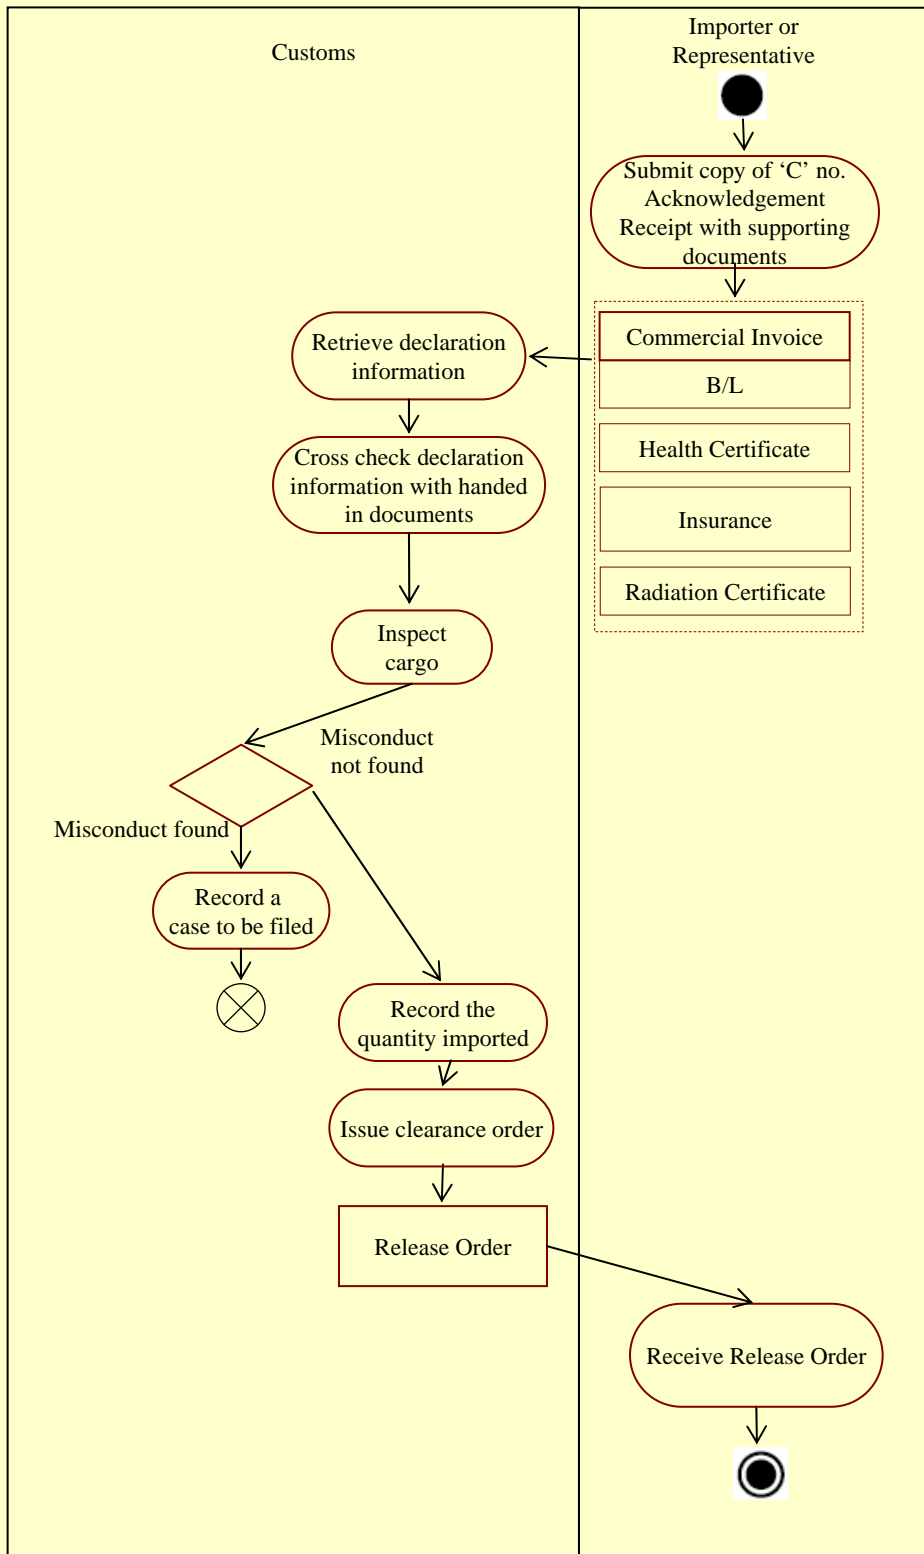 Customs
Importer or
Representative
Submit copy of ‘C’ no.
Acknowledgement
Receipt with supporting
documents
Commercial Invoice
B/L
Health Certificate
Insurance
Radiation Certificate
Retrieve declaration
information
Cross check declaration
information with handed
in documents
Inspect
cargo
Misconduct
not found
Misconduct found
Record a
case to be filed
Record the
quantity imported
Issue clearance order
Release Order
Receive Release Order